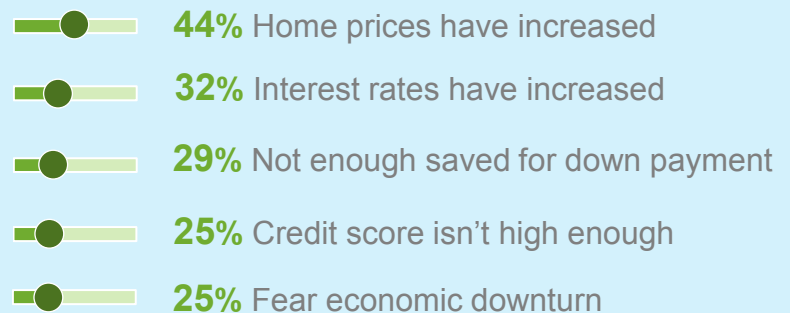 44% Home prices have increased
32% Interest rates have increased
29% Not enough saved for down payment
25% Credit score isn’t high enough
25% Fear economic downturn